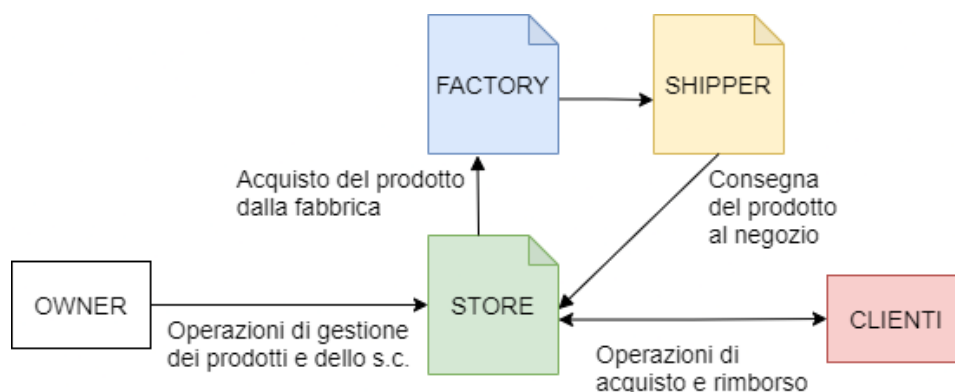 FACTORY
SHIPPER
Acquisto del prodotto
dalla fabbrica
Consegna
del prodotto
al negozio
OWNER
STORE
CLIENTI
Operazioni di gestione
dei prodotti e dello s.c.
Operazioni di
acquisto e rimborso